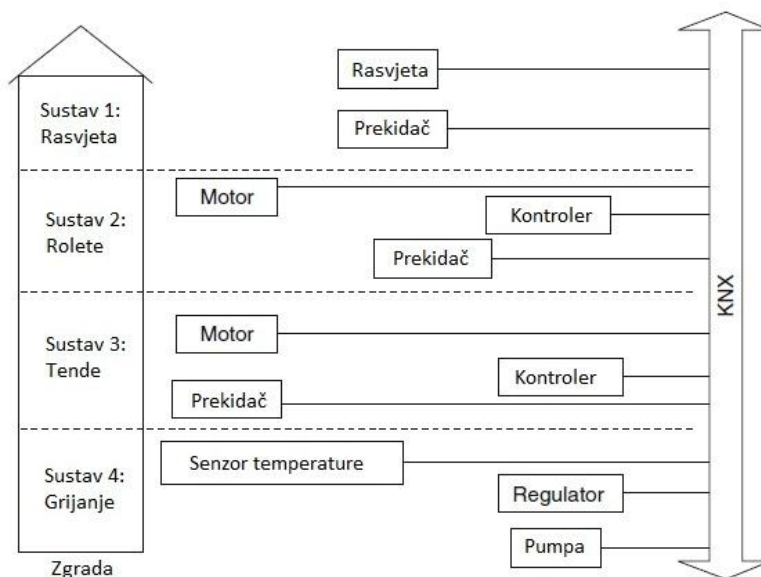 Rasvjeta
Sustav 1:
Rasvjeta
Prekidač
Motor
Kontroler
Sustav 2:
Rolete
Prekidač
KNX
Motor
Sustav 3:
Tende
Kontroler
Prekidač
Senzor temperature
Sustav 4:
Grijanje
Regulator
Pumpa
Zgrada